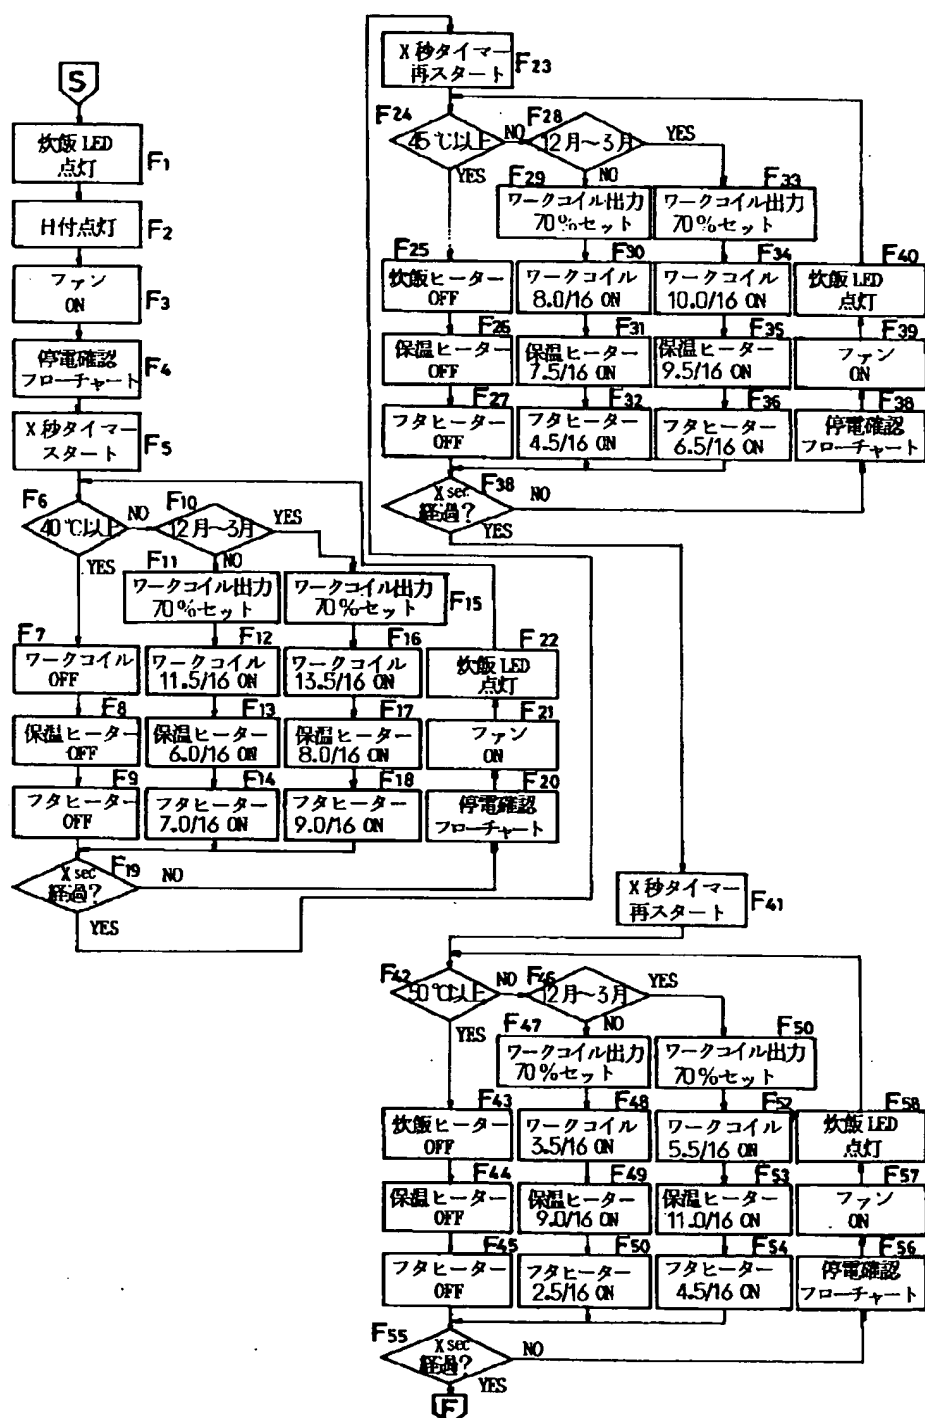 S
炊飯 LED
点灯
F1
H付点灯
F2
ファン
ON
F3
停電確認
フローチャート
F4
X秒タイマー
スタート
F5
F6
40℃以上
NO
YES
F10
12月〜3月
YES
NO
F11
ワークコイル出力
70%セット
ワークコイル出力
70%セット
F15
F7
ワークコイル
OFF
F12
ワークコイル
11.5/16 ON
F16
ワークコイル
13.5/16 ON
F22
炊飯 LED
点灯
F8
保温ヒーター
OFF
F13
保温ヒーター
6.0/16 ON
F17
保温ヒーター
8.0/16 ON
F21
ファン
ON
F9
フタヒーター
OFF
F14
フタヒーター
7.0/16 ON
F18
フタヒーター
9.0/16 ON
F20
停電確認
フローチャート
F19
X sec
経過?
NO
YES
X秒タイマー
再スタート
F23
F24
45℃以上
NO
YES
F28
12月〜3月
YES
NO
F29
ワークコイル出力
70%セット
F33
ワークコイル出力
70%セット
F25
炊飯ヒーター
OFF
F30
ワークコイル
8.0/16 ON
F34
ワークコイル
10.0/16 ON
F40
炊飯 LED
点灯
F26
保温ヒーター
OFF
F31
保温ヒーター
7.5/16 ON
F35
保温ヒーター
9.5/16 ON
F39
ファン
ON
F27
フタヒーター
OFF
F32
フタヒーター
4.5/16 ON
F36
フタヒーター
6.5/16 ON
F38
停電確認
フローチャート
F38
X sec
経過?
NO
YES
X秒タイマー
再スタート
F41
F42
50℃以上
NO
YES
F46
12月〜3月
YES
NO
F47
ワークコイル出力
70%セット
F50
ワークコイル出力
70%セット
F43
炊飯ヒーター
OFF
F48
ワークコイル
3.5/16 ON
F52
ワークコイル
5.5/16 ON
F58
炊飯 LED
点灯
F44
保温ヒーター
OFF
F49
保温ヒーター
9.0/16 ON
F53
保温ヒーター
11.0/16 ON
F57
ファン
ON
F45
フタヒーター
OFF
F50
フタヒーター
2.5/16 ON
F54
フタヒーター
4.5/16 ON
F56
停電確認
フローチャート
F55
X sec
経過?
NO
YES
F